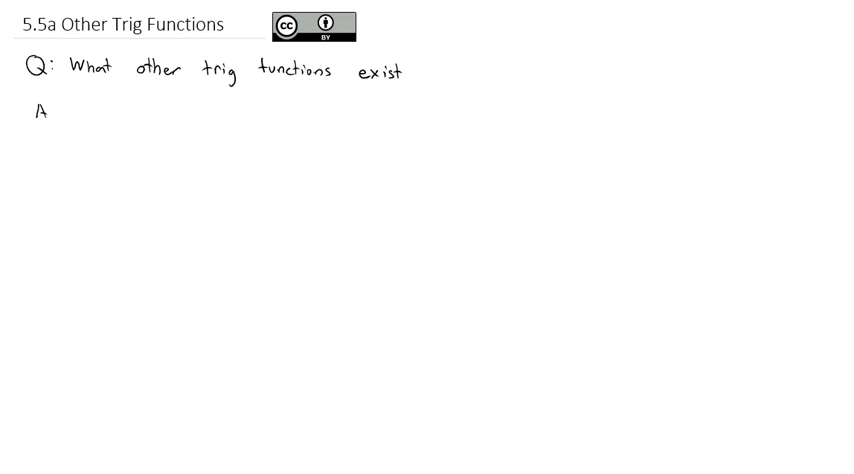 5.5a Other Trig Functions
cc
BY
Q: What other trig functions exist
A